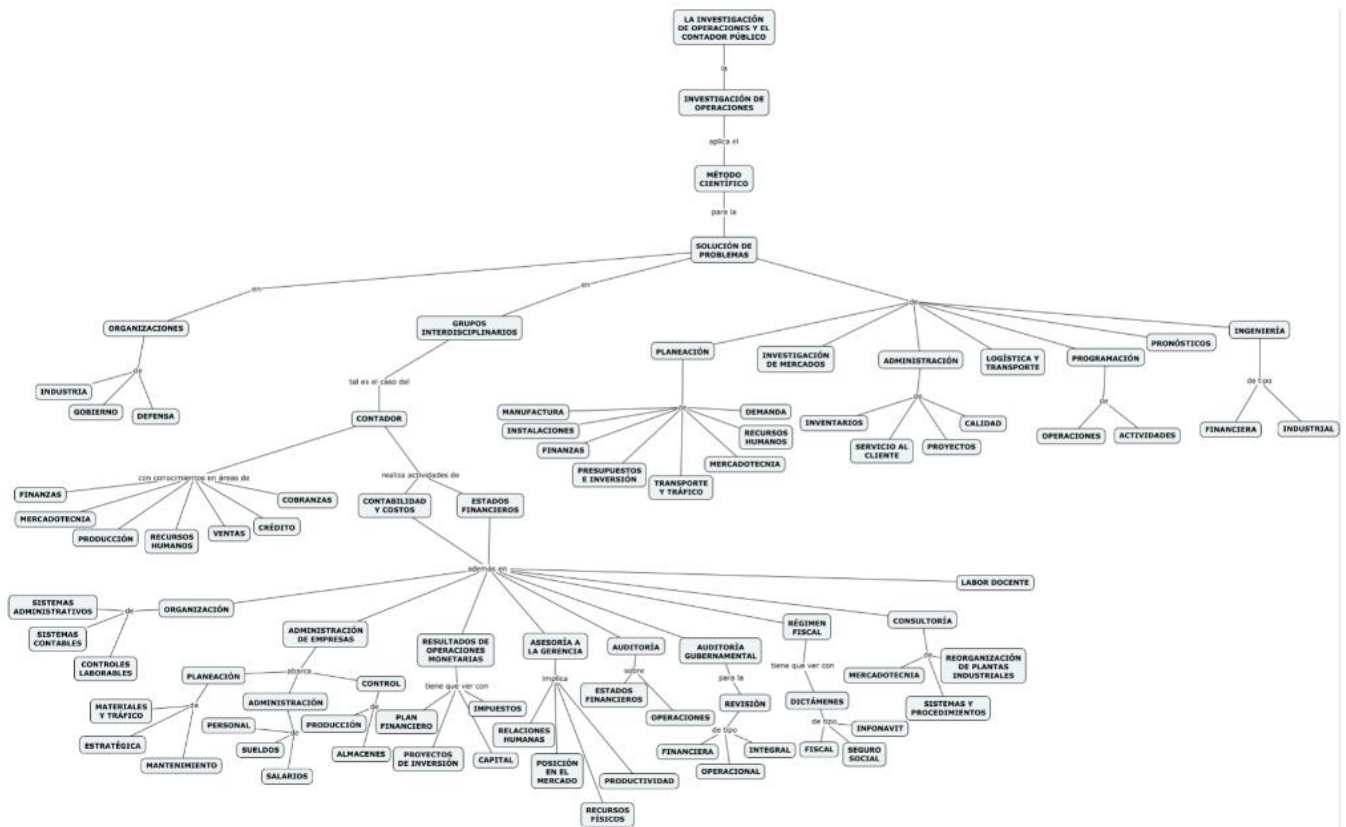 LA INVESTIGACIÓN
DE OPERACIONES Y EL
CONTADOR PÚBLICO
la
INVESTIGACIÓN DE
OPERACIONES
aplica el
MÉTODO
CIENTÍFICO
para la
SOLUCIÓN DE
PROBLEMAS
en
en
de
ORGANIZACIONES
de
INDUSTRIA
GOBIERNO
DEFENSA
GRUPOS
INTERDISCIPLINARIOS
tal es el caso del
CONTADOR
PLANEACIÓN
de
MANUFACTURA
INSTALACIONES
FINANZAS
PRESUPUESTOS
E INVERSIÓN
TRANSPORTE
Y TRÁFICO
MERCADOTECNIA
RECURSOS
HUMANOS
DEMANDA
INVESTIGACIÓN
DE MERCADOS
ADMINISTRACIÓN
de
INVENTARIOS
SERVICIO AL
CLIENTE
PROYECTOS
CALIDAD
LOGÍSTICA Y
TRANSPORTE
PROGRAMACIÓN
de
OPERACIONES
ACTIVIDADES
PRONÓSTICOS
INGENIERÍA
de tipo
FINANCIERA
INDUSTRIAL
con conocimientos en áreas de
FINANZAS
MERCADOTECNIA
PRODUCCIÓN
RECURSOS
HUMANOS
VENTAS
CRÉDITO
COBRANZAS
realiza actividades de
CONTABILIDAD
Y COSTOS
ESTADOS
FINANCIEROS
además en
ORGANIZACIÓN
de
SISTEMAS
ADMINISTRATIVOS
SISTEMAS
CONTABLES
CONTROLES
LABORABLES
ADMINISTRACIÓN
DE EMPRESAS
abarca
PLANEACIÓN
de
MATERIALES
Y TRÁFICO
ESTRATÉGICA
MANTENIMIENTO
ADMINISTRACIÓN
de
PERSONAL
SUELDOS
SALARIOS
CONTROL
de
PRODUCCIÓN
ALMACENES
RESULTADOS DE
OPERACIONES
MONETARIAS
tiene que ver con
PLAN
FINANCIERO
PROYECTOS
DE INVERSIÓN
CAPITAL
IMPUESTOS
ASESORÍA A
LA GERENCIA
implica
RELACIONES
HUMANAS
POSICIÓN
EN EL
MERCADO
RECURSOS
FÍSICOS
PRODUCTIVIDAD
AUDITORÍA
sobre
ESTADOS
FINANCIEROS
OPERACIONES
AUDITORÍA
GUBERNAMENTAL
para la
REVISIÓN
de tipo
FINANCIERA
OPERACIONAL
INTEGRAL
RÉGIMEN
FISCAL
tiene que ver con
DICTÁMENES
de tipo
FISCAL
SEGURO
SOCIAL
INFONAVIT
CONSULTORÍA
de
MERCADOTECNIA
SISTEMAS Y
PROCEDIMIENTOS
REORGANIZACIÓN
DE PLANTAS
INDUSTRIALES
LABOR DOCENTE